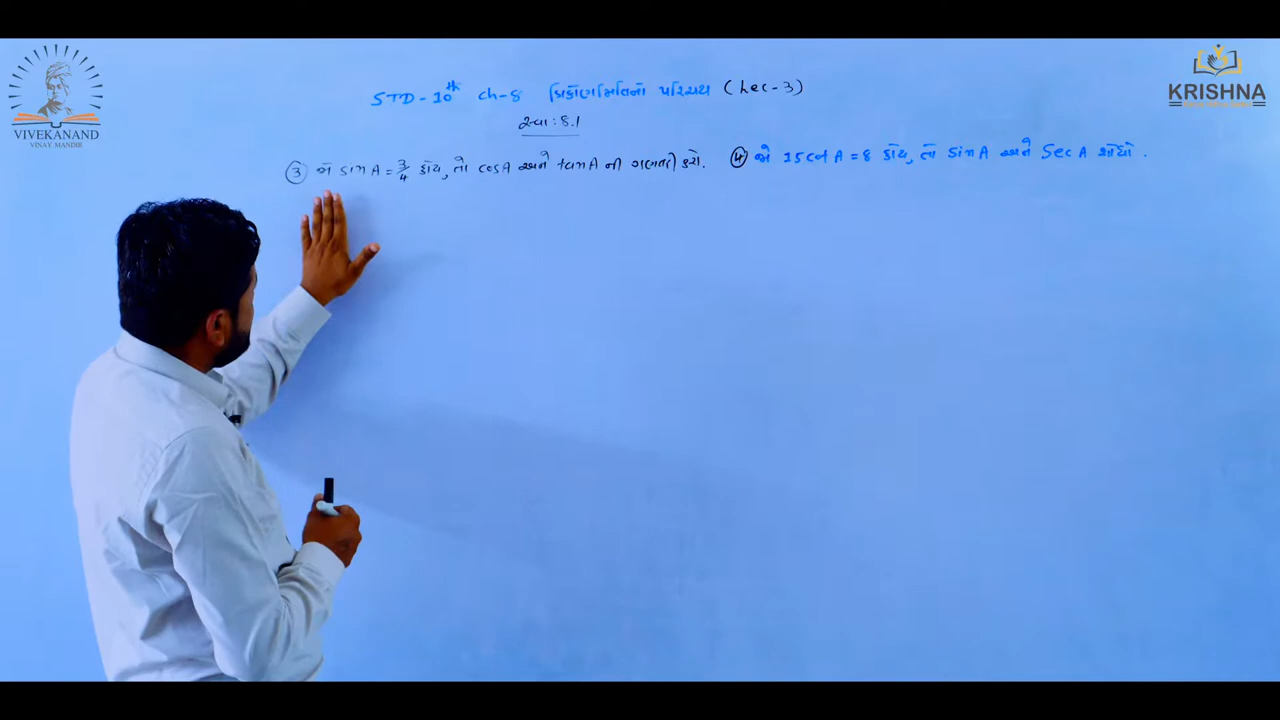 VIVEKANAND
VINAY MANDIR
KRISHNA
STD-10th Ch-8 ત્રિકોણમિતિનો પરિચય (Lec-3)
સ્વા: 8.1
③ જો sin A = 3/4 હોય, તો cos A અને tan A ની ગણતરી કરો.
④ જો 15 cot A = 8 હોય, તો sin A અને Sec A શોધો.